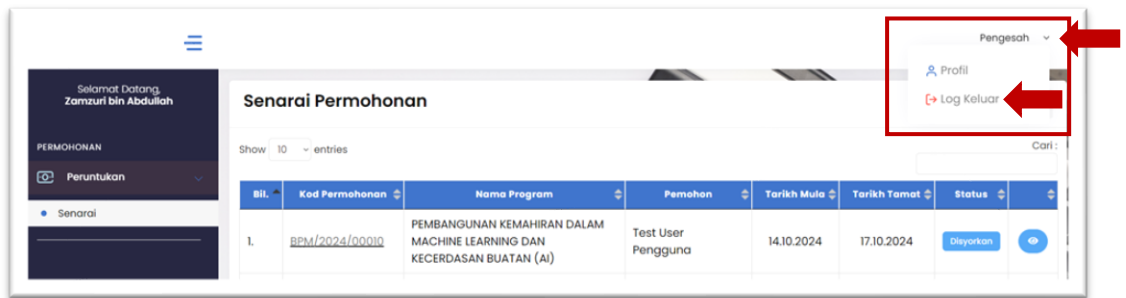 Pengesah
Profil
Log Keluar
Selamat Datang,
Zamzuri bin Abdullah
PERMOHONAN
Peruntukan
Senarai
Senarai Permohonan
Show 10 entries
Cari :
Bil. Kod Permohonan Nama Program Pemohon Tarikh Mula Tarikh Tamat Status
1. BPM/2024/00010 PEMBANGUNAN KEMAHIRAN DALAM
MACHINE LEARNING DAN
KECERDASAN BUATAN (AI)
Test User
Pengguna
14.10.2024 17.10.2024 Disyorkan